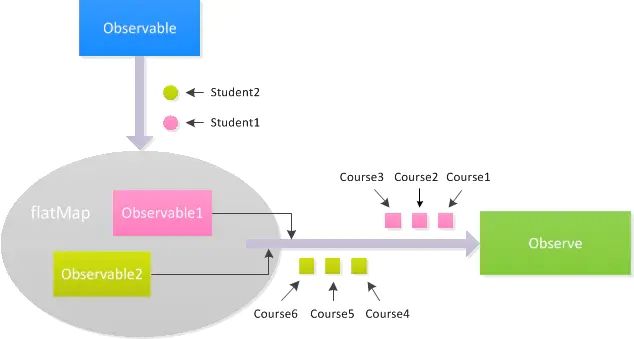 Observable
Student2
Student1
Course3 Course2 Course1
flatMap
Observable1
Observe
Observable2
Course6 Course5 Course4